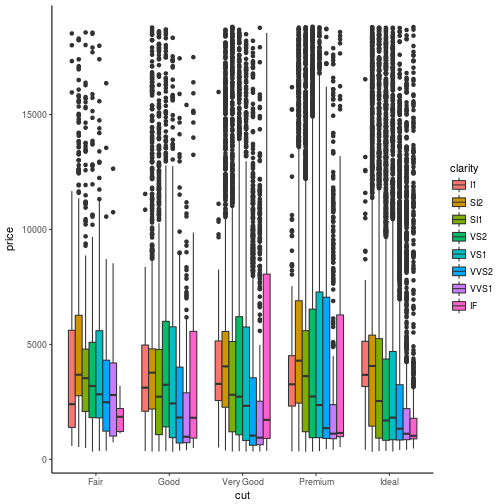 15000
10000
5000
0
price
Fair
Good
Very Good
Premium
Ideal
cut
clarity
I1
SI2
SI1
VS2
VS1
VVS2
VVS1
IF